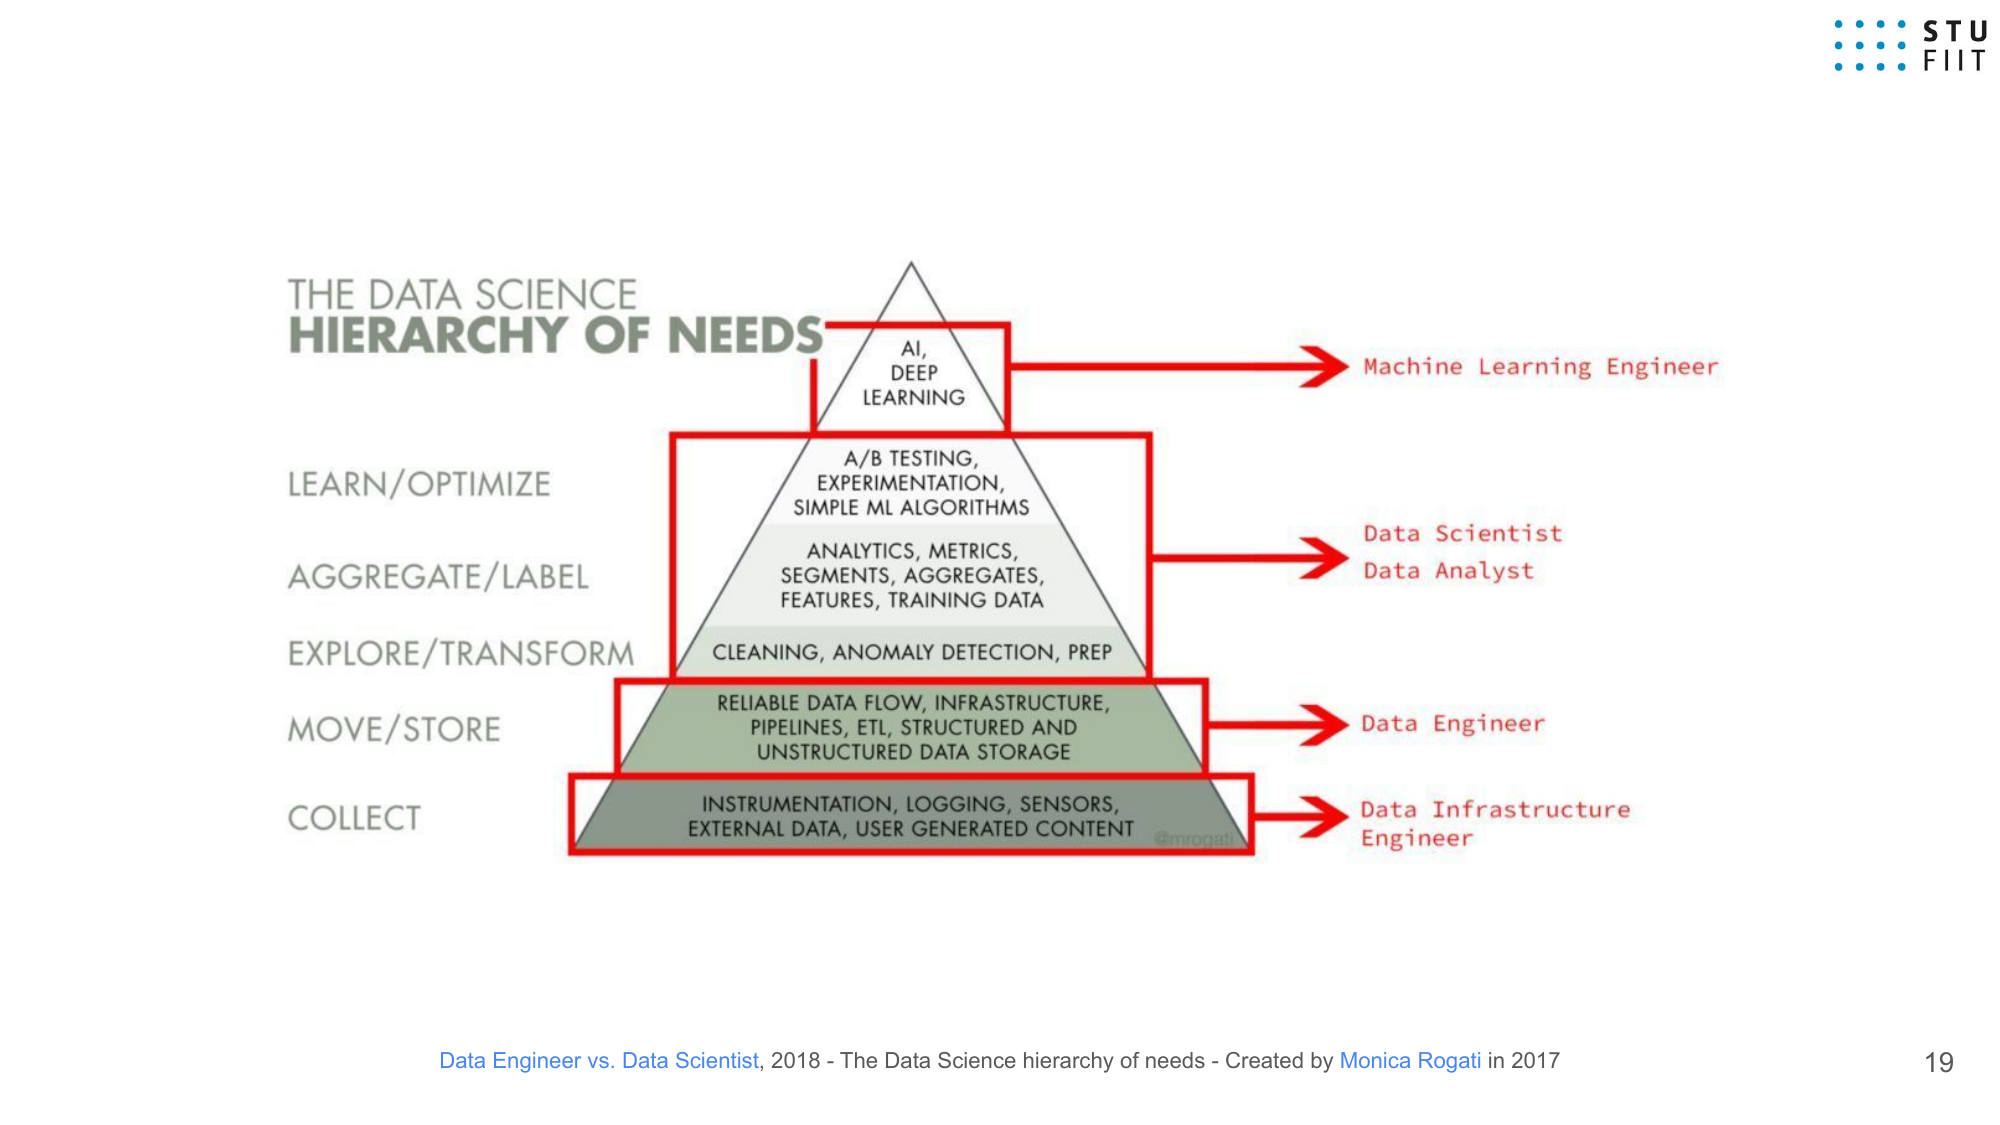 STU
FIIT
THE DATA SCIENCE
HIERARCHY OF NEEDS
AI,
DEEP
LEARNING
Machine Learning Engineer
LEARN/OPTIMIZE
A/B TESTING,
EXPERIMENTATION,
SIMPLE ML ALGORITHMS
AGGREGATE/LABEL
ANALYTICS, METRICS,
SEGMENTS, AGGREGATES,
FEATURES, TRAINING DATA
Data Scientist
Data Analyst
EXPLORE/TRANSFORM
CLEANING, ANOMALY DETECTION, PREP
MOVE/STORE
RELIABLE DATA FLOW, INFRASTRUCTURE,
PIPELINES, ETL, STRUCTURED AND
UNSTRUCTURED DATA STORAGE
Data Engineer
COLLECT
INSTRUMENTATION, LOGGING, SENSORS,
EXTERNAL DATA, USER GENERATED CONTENT
@mrogati
Data Infrastructure
Engineer
Data Engineer vs. Data Scientist, 2018 - The Data Science hierarchy of needs - Created by Monica Rogati in 2017
19